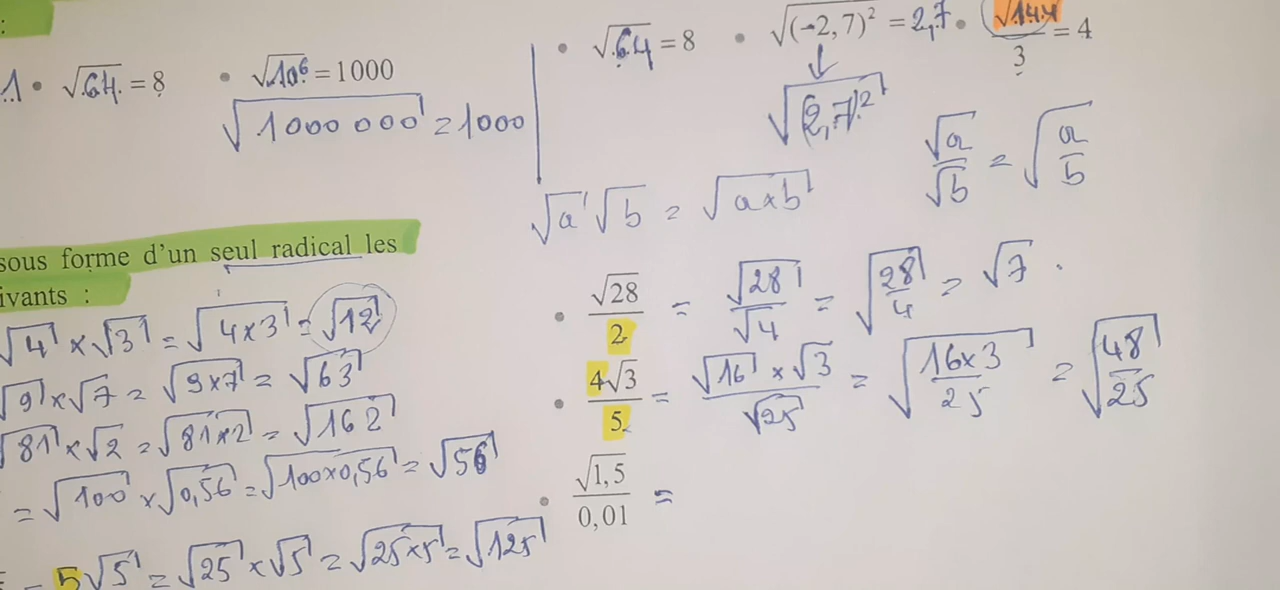 :
1 • √64 = 8 • √10⁶ = 1000
√1000 000 = 1000
• √64 = 8 • √(-2,7)² = 2,7 • √144/3 = 4
↓
√(2,7)²
√a √b = √a×b
√a/√b = √a/b
sous forme d'un seul radical les
ivants :
√4 × √3 = √4×3 = √12
√9 × √7 = √9×7 = √63
√81 × √2 = √81×2 = √162
= √100 × √0,56 = √100×0,56 = √56
= 5√5 = √25 × √5 = √25×5 = √125
• √28/2 = √28/√4 = √28/4 = √7 .
• 4√3/5 = √16 × √3/√25 = √16×3/25 = √48/25
• √1,5/0,01 =